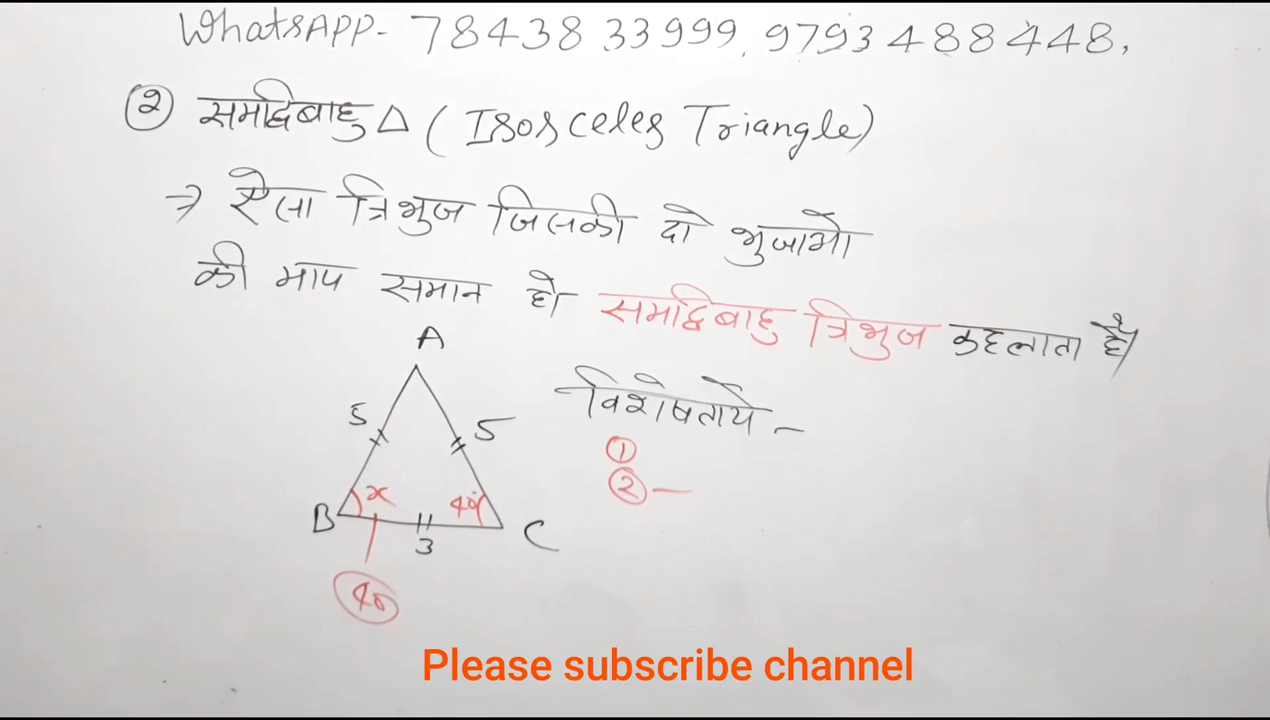 WhatsAPP- 78438 33999, 9793488448,
② समद्विबाहु △ (Isosceles Triangle)
→ ऐसा त्रिभुज जिसकी दो भुजाओ
की माप समान हो समद्विबाहु त्रिभुज कहलाता है।
A
विशेषताये -
5 5
①
② —
B x 40° C
3
40
Please subscribe channel